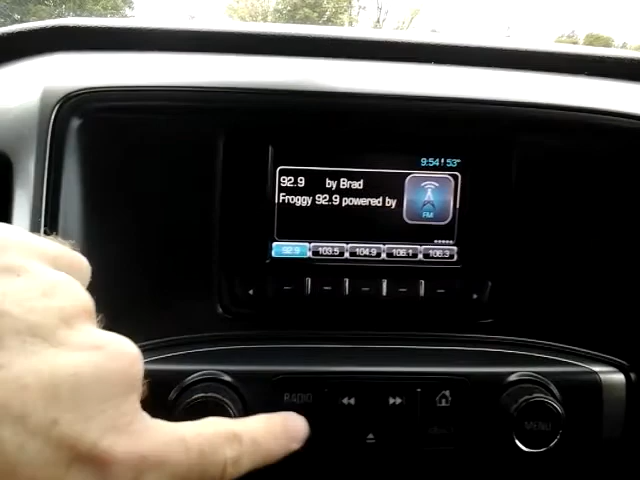 9:54 53°
92.9 by Brad
Froggy 92.9 powered by
FM
92.9 103.5 104.9 106.1 106.3
RADIO
MENU